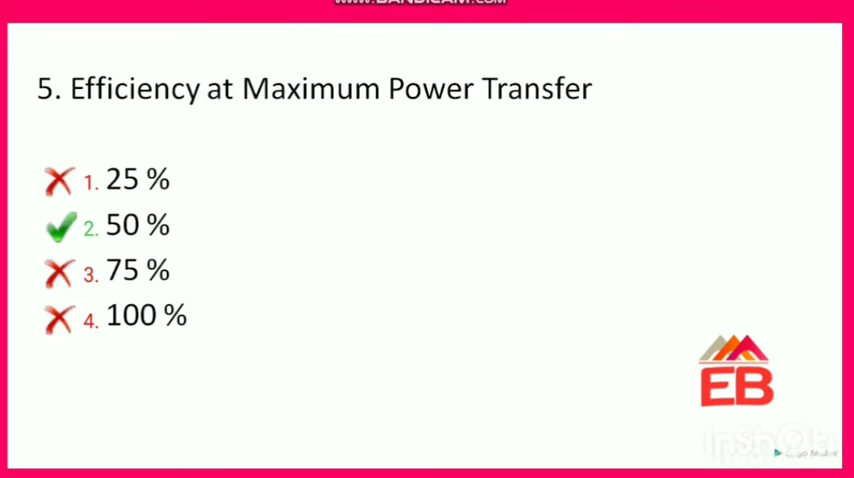 www.BANDICAM.COM
5. Efficiency at Maximum Power Transfer
1. 25 %
2. 50 %
3. 75 %
4. 100 %
EB
InShOt